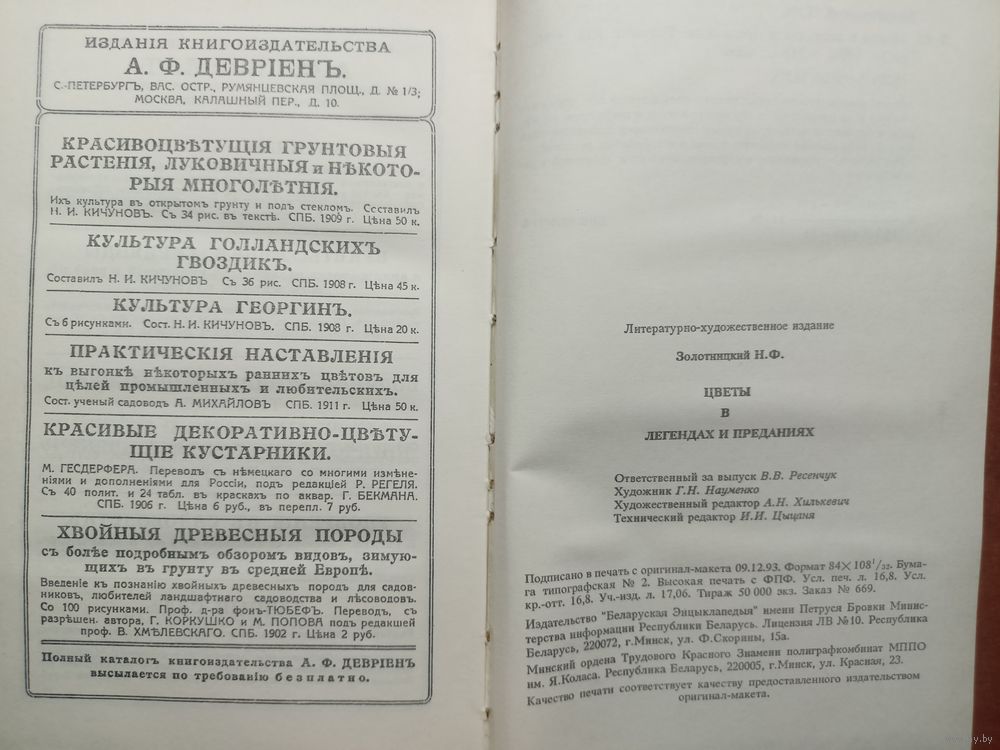 ИЗДАНІЯ КНИГОИЗДАТЕЛЬСТВА
А. Ф. ДЕВРІЕНЪ.
С.-ПЕТЕРБУРГЪ, ВАС. ОСТР., РУМЯНЦЕВСКАЯ ПЛОЩ., Д. № 1/3;
МОСКВА, КАЛАШНЫЙ ПЕР., Д. 10.
КРАСИВОЦВѢТУЩІЯ ГРУНТОВЫЯ
РАСТЕНІЯ, ЛУКОВИЧНЫЯ и НѢКОТО-
РЫЯ МНОГОЛѢТНІЯ.
Ихъ культура въ открытомъ грунту и подъ стекломъ. Составилъ
Н. И. КИЧУНОВЪ. Съ 34 рис. въ текстѣ. СПБ. 1909 г. Цѣна 50 к.
КУЛЬТУРА ГОЛЛАНДСКИХЪ
ГВОЗДИКЪ.
Составилъ Н. И. КИЧУНОВЪ Съ 36 рис. СПБ. 1908 г. Цѣна 45 к.
КУЛЬТУРА ГЕОРГИНЪ.
Съ 6 рисунками. Сост. Н. И. КИЧУНОВЪ. СПБ. 1908 г. Цѣна 20 к.
ПРАКТИЧЕСКІЯ НАСТАВЛЕНІЯ
къ выгонкѣ нѣкоторыхъ раннихъ цвѣтовъ для
цѣлей промышленныхъ и любительскихъ.
Сост. ученый садоводъ А. МИХАЙЛОВЪ СПБ. 1911 г. Цѣна 50 к.
КРАСИВЫЕ ДЕКОРАТИВНО-ЦВѢТУ-
ЩІЕ КУСТАРНИКИ.
М. ГЕСДЕРФЕРА. Переводъ съ нѣмецкаго со многими измѣне-
ніями и дополненіями для Россіи, подъ редакціей Р. РЕГЕЛЯ.
Съ 40 полит. и 24 табл. въ краскахъ по аквар. Г. БЕКМАНА.
СПБ. 1906 г. Цѣна 6 руб., въ перепл. 7 руб.
ХВОЙНЫЯ ДРЕВЕСНЫЯ ПОРОДЫ
съ болѣе подробнымъ обзоромъ видовъ, зимую-
щихъ въ грунту въ средней Европѣ.
Введеніе къ познанію хвойныхъ древесныхъ породъ для садов-
никовъ, любителей ландшафтнаго садоводства и лѣсоводовъ.
Со 100 рисунками. Проф. д-ра фонъ-ТЮБЕФЪ. Переводъ, съ
разрѣшен. автора, Г. КОРКУШКО и М. ПОПОВА подъ редакцiей
проф. В. ХМѢЛЕВСКАГО. СПБ. 1902 г. Цѣна 2 руб.
Полный каталогъ книгоиздательства А. Ф. ДЕВРІЕНЪ
высылается по требованію безплатно.
Литературно-художественное издание
Золотницкий Н.Ф.
ЦВЕТЫ
В
ЛЕГЕНДАХ И ПРЕДАНИЯХ
Ответственный за выпуск В.В. Ресенчук
Художник Г.Н. Науменко
Художественный редактор А.Н. Хилькевич
Технический редактор И.И. Цыцаня
Подписано в печать с оригинал-макета 09.12.93. Формат 84X 108 1/32. Бума-
га типографская № 2. Высокая печать с ФПФ. Усл. печ. л. 16,8. Усл.
кр.-отт. 16,8. Уч.-изд. л. 17,06. Тираж 50 000 экз. Заказ № 669.
Издательство "Беларуская Энцыклапедыя" имени Петруся Бровки Минис-
терства информации Республики Беларусь. Лицензия ЛВ №10. Республика
Беларусь, 220072, г.Минск, ул. Ф.Скорины, 15а.
Минский ордена Трудового Красного Знамени полиграфкомбинат МППО
им. Я.Коласа. Республика Беларусь, 220005, г.Минск, ул. Красная, 23.
Качество печати соответствует качеству предоставленного издательством
оригинал-макета.